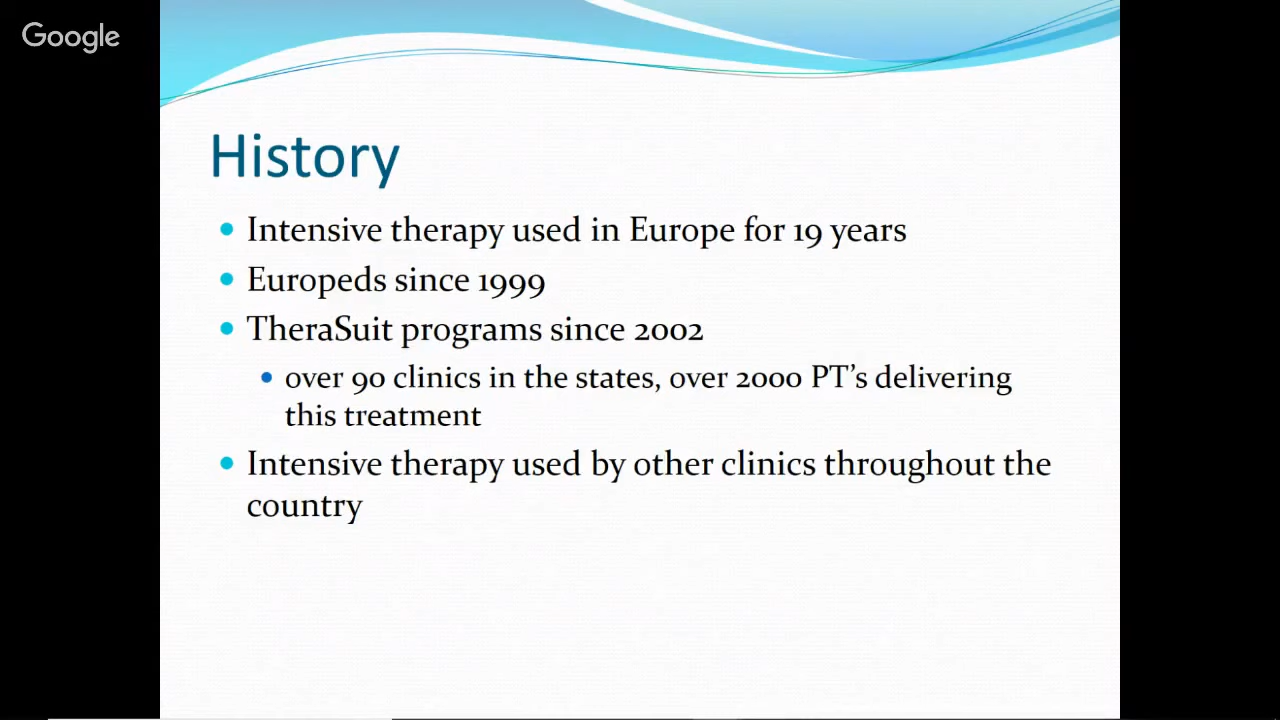 Google
History
Intensive therapy used in Europe for 19 years
Europeds since 1999
TheraSuit programs since 2002
over 90 clinics in the states, over 2000 PT’s delivering
this treatment
Intensive therapy used by other clinics throughout the
country